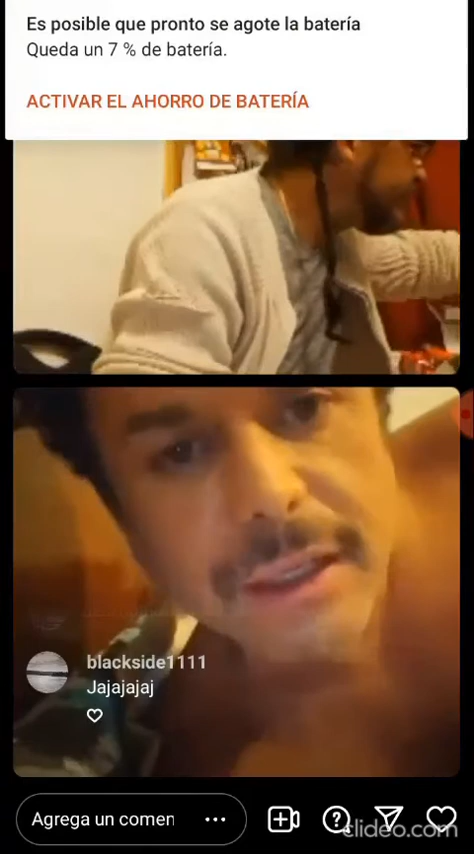 Es posible que pronto se agote la batería
Queda un 7 % de batería.
ACTIVAR EL AHORRO DE BATERÍA
blackside1111
Jajajajaj
Agrega un comen
clideo.com